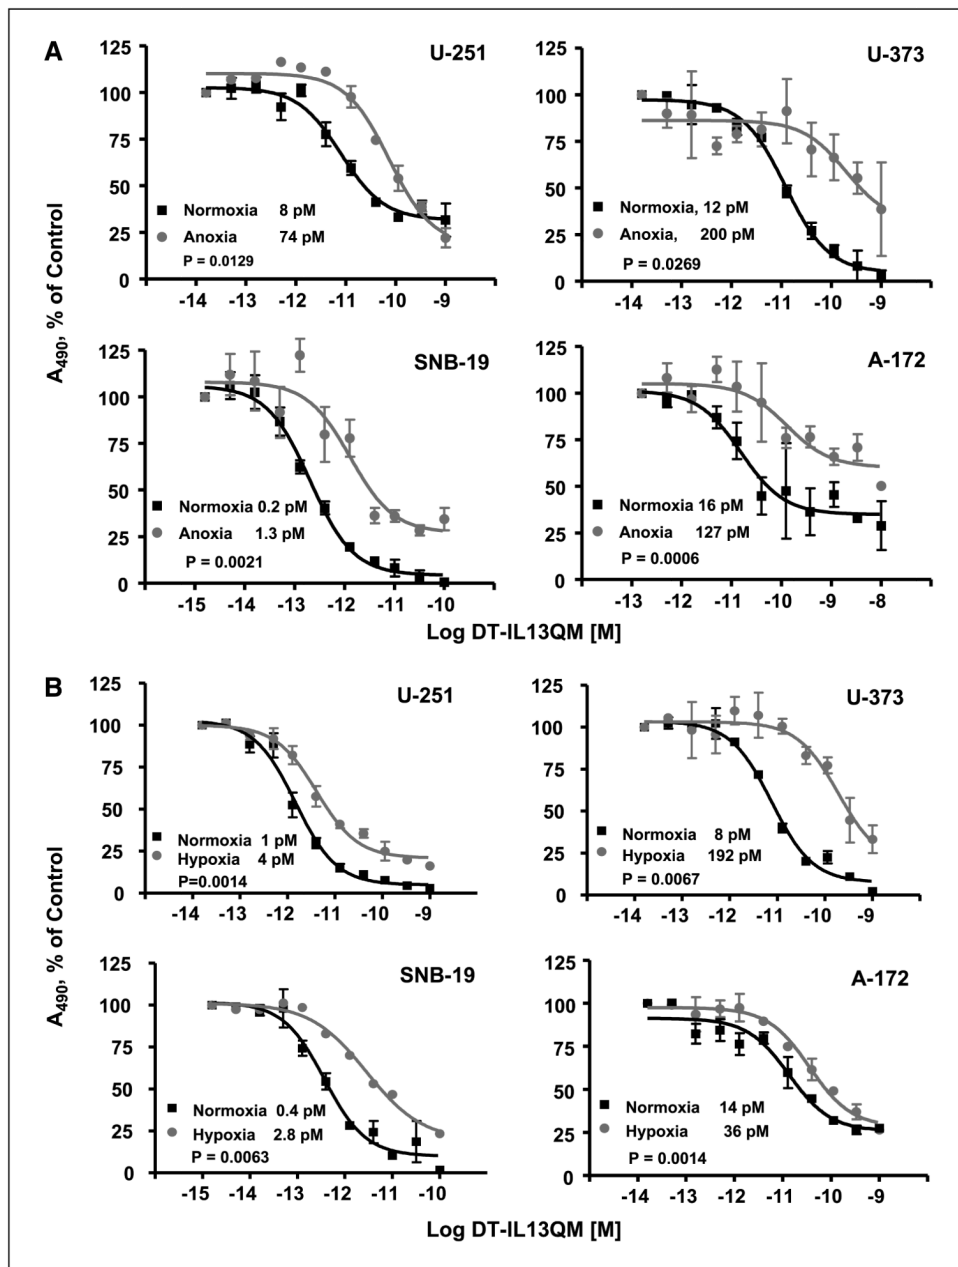 A
U-251
U-373
125
100
75
50
25
0
Normoxia 8 pM
Anoxia 74 pM
P = 0.0129
-14 -13 -12 -11 -10 -9
125
100
75
50
25
0
Normoxia, 12 pM
Anoxia, 200 pM
P = 0.0269
-14 -13 -12 -11 -10 -9
A490, % of Control
SNB-19
A-172
125
100
75
50
25
0
Normoxia 0.2 pM
Anoxia 1.3 pM
P = 0.0021
-15 -14 -13 -12 -11 -10
125
100
75
50
25
0
Normoxia 16 pM
Anoxia 127 pM
P = 0.0006
-13 -12 -11 -10 -9 -8
Log DT-IL13QM [M]
B
U-251
U-373
125
100
75
50
25
0
Normoxia 1 pM
Hypoxia 4 pM
P=0.0014
-14 -13 -12 -11 -10 -9
125
100
75
50
25
0
Normoxia 8 pM
Hypoxia 192 pM
P = 0.0067
-14 -13 -12 -11 -10 -9
A490, % of Control
SNB-19
A-172
125
100
75
50
25
0
Normoxia 0.4 pM
Hypoxia 2.8 pM
P = 0.0063
-15 -14 -13 -12 -11 -10
125
100
75
50
25
0
Normoxia 14 pM
Hypoxia 36 pM
P = 0.0014
-14 -13 -12 -11 -10 -9
Log DT-IL13QM [M]